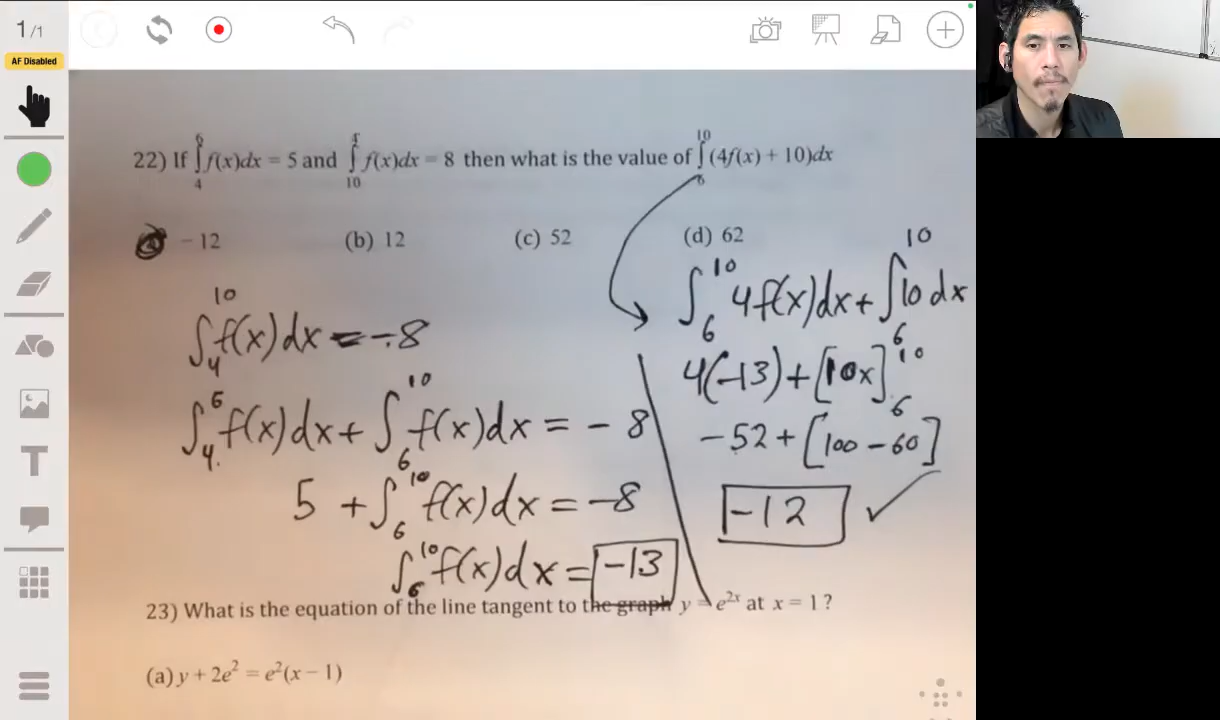 1/1
AF Disabled
22) If ∫₄⁶ f(x)dx = 5 and ∫₁₀⁴ f(x)dx = 8 then what is the value of ∫₆¹⁰ (4f(x) + 10)dx
- 12 (b) 12 (c) 52 (d) 62
∫₄¹⁰ f(x)dx = -8
∫₄⁶ f(x)dx + ∫₆¹⁰ f(x)dx = - 8
5 + ∫₆¹⁰ f(x)dx = -8
∫₆¹⁰ f(x)dx = -13
∫₆¹⁰ 4f(x)dx + ∫₆¹⁰ 10 dx
4(-13) + [10x]₆¹⁰
-52 + [100 - 60]
-12 ✓
23) What is the equation of the line tangent to the graph y = e²ˣ at x = 1?
(a) y + 2e² = e²(x - 1)
T